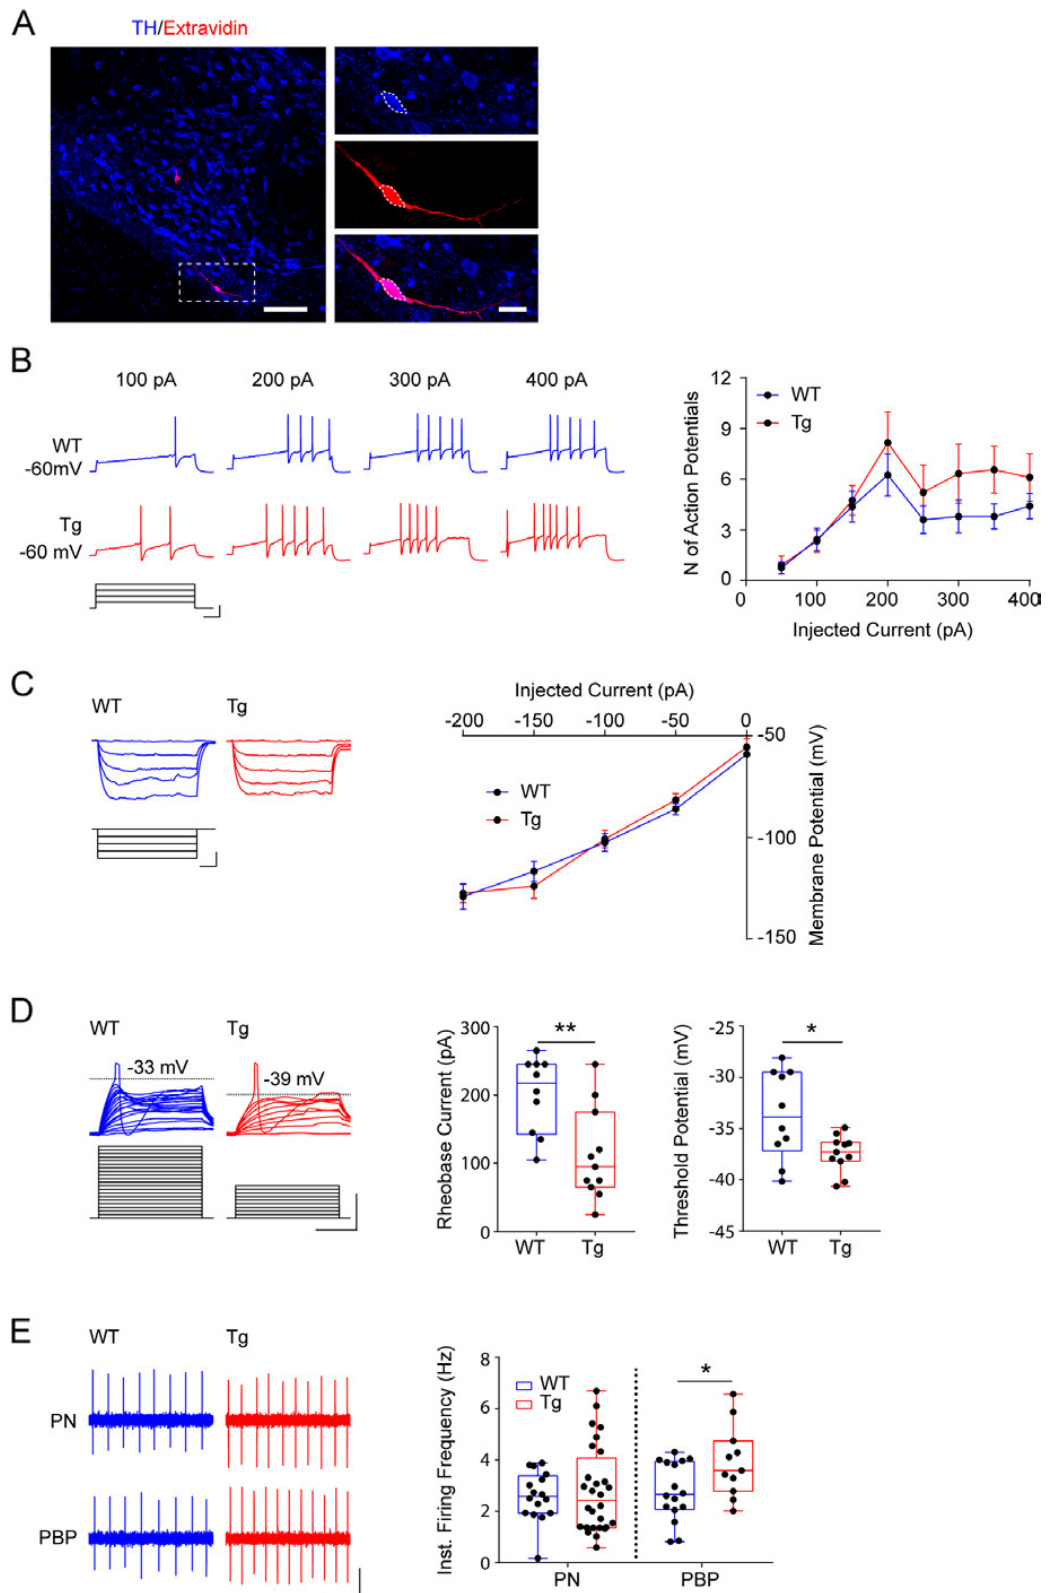 A
TH/Extravidin
B
100 pA 200 pA 300 pA 400 pA
WT
-60mV
Tg
-60 mV
N of Action Potentials
12
9
6
3
0
WT
Tg
0 100 200 300 400
Injected Current (pA)
C
WT Tg
Injected Current (pA)
-200 -150 -100 -50 0
-50
-100
-150
Membrane Potential (mV)
WT
Tg
D
WT Tg
-33 mV
-39 mV
Rheobase Current (pA)
300
200
100
0
**
WT Tg
Threshold Potential (mV)
-25
-30
-35
-40
-45
*
WT Tg
E
WT Tg
PN
PBP
Inst. Firing Frequency (Hz)
8
6
4
2
0
WT
Tg
*
PN PBP